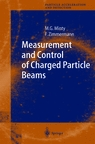 M.G. Minty
F. Zimmermann
Measurement
and Control
of Charged Particle
Beams
Springer